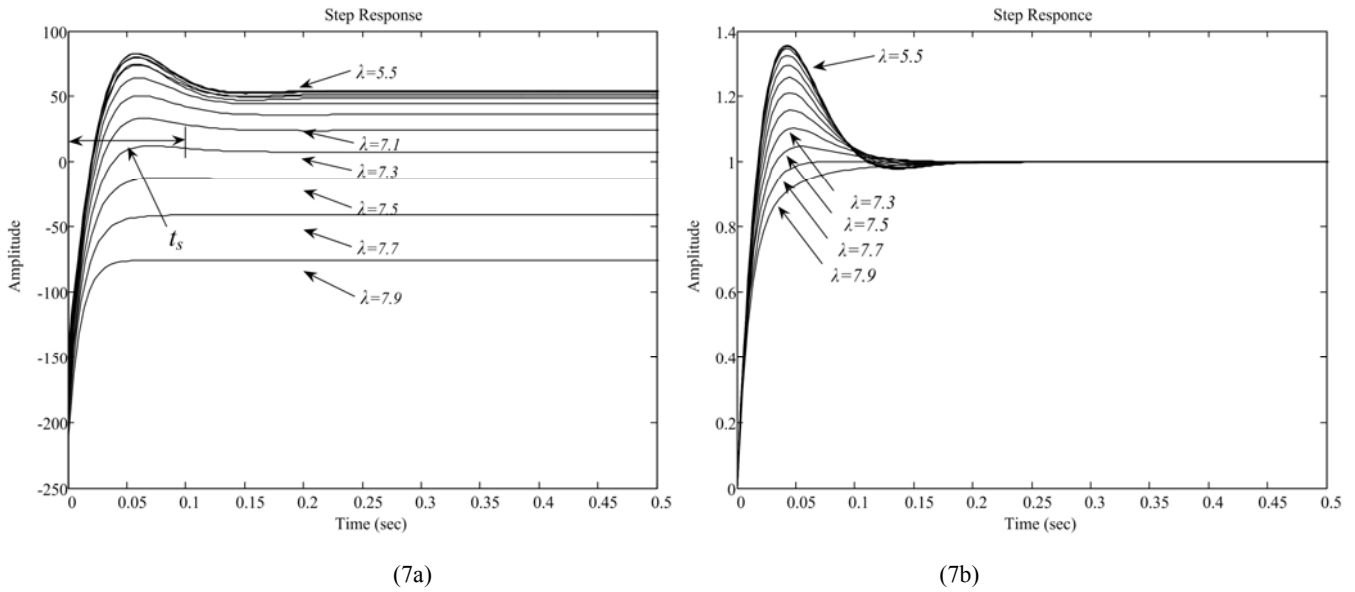 Step Response
100
50
0
-50
-100
-150
-200
-250
Amplitude
λ=5.5
λ=7.1
λ=7.3
λ=7.5
λ=7.7
λ=7.9
ts
0 0.05 0.1 0.15 0.2 0.25 0.3 0.35 0.4 0.45 0.5
Time (sec)
(7a)
Step Responce
1.4
1.2
1
0.8
0.6
0.4
0.2
0
Amplitude
λ=5.5
λ=7.3
λ=7.5
λ=7.7
λ=7.9
0 0.05 0.1 0.15 0.2 0.25 0.3 0.35 0.4 0.45 0.5
Time (sec)
(7b)